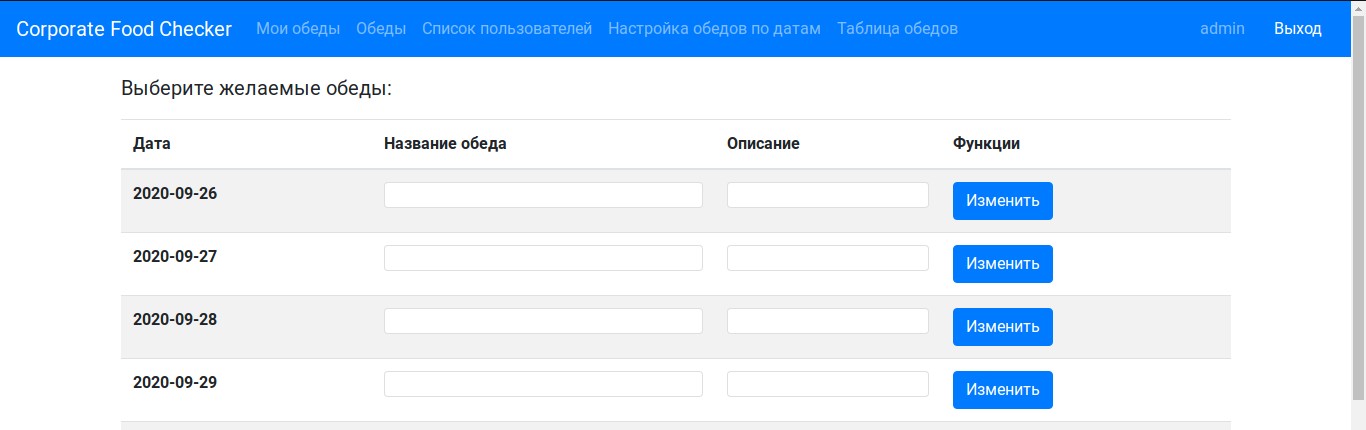 Corporate Food Checker Мои обеды Обеды Список пользователей Настройка обедов по датам Таблица обедов admin Выход
Выберите желаемые обеды:
Дата Название обеда Описание Функции
2020-09-26 Изменить
2020-09-27 Изменить
2020-09-28 Изменить
2020-09-29 Изменить